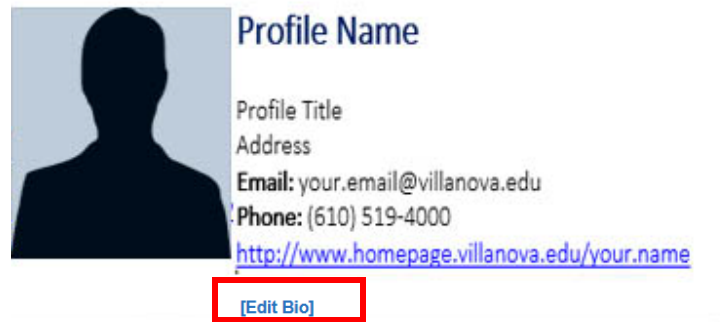 Profile Name
Profile Title
Address
Email: your.email@villanova.edu
Phone: (610) 519-4000
http://www.homepage.villanova.edu/your.name
[Edit Bio]